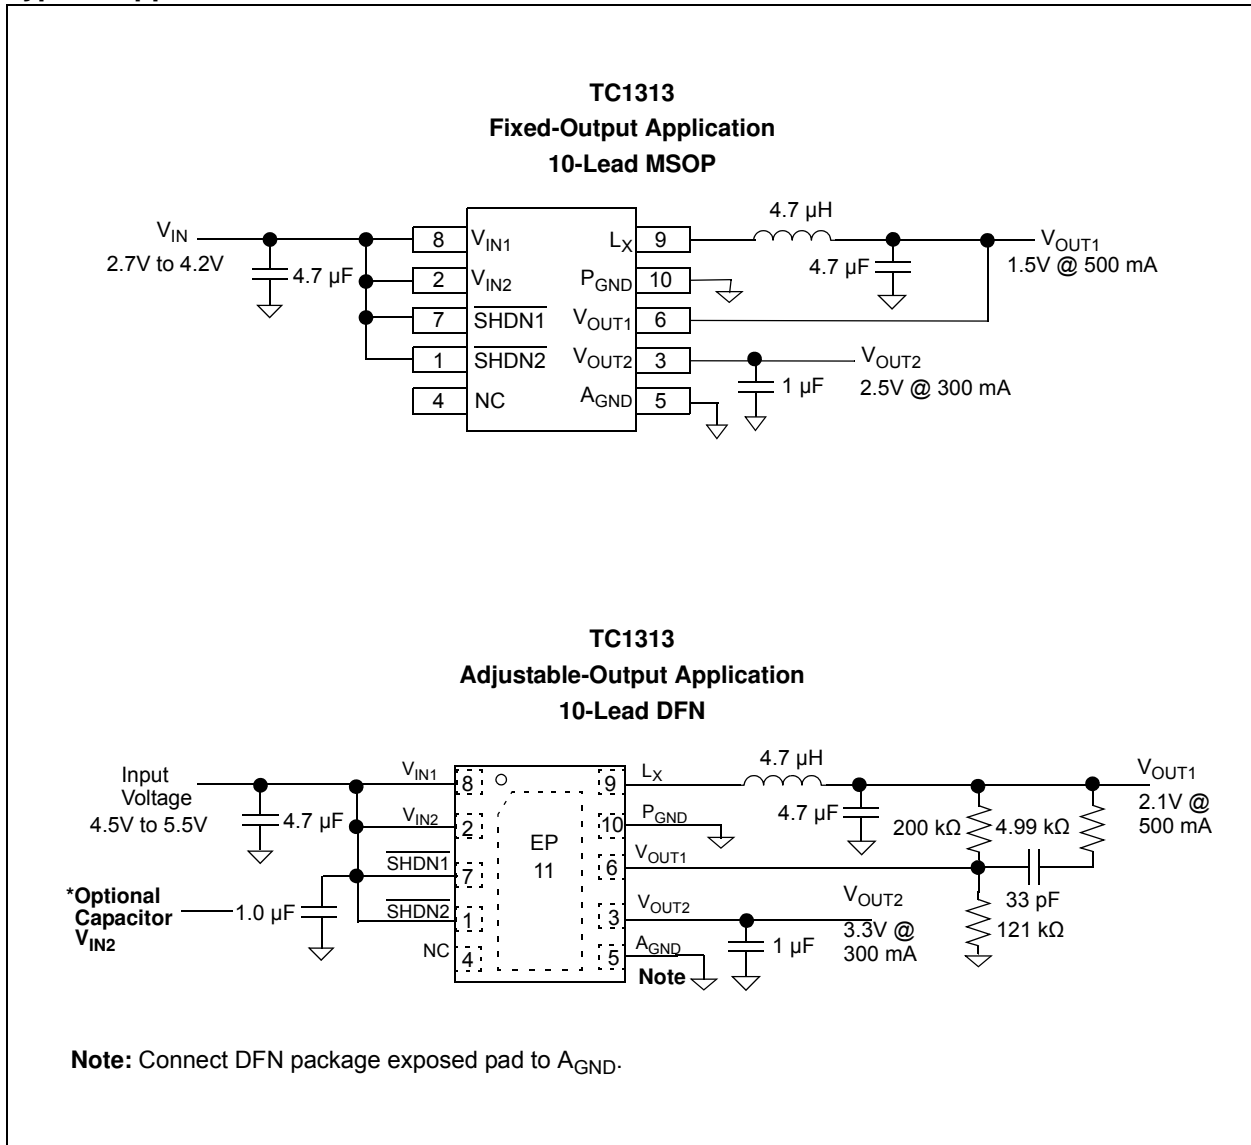 TC1313
Fixed-Output Application
10-Lead MSOP
V_IN
2.7V to 4.2V
4.7 µF
8 V_IN1
2 V_IN2
7 SHDN1
1 SHDN2
4 NC
L_X 9
P_GND 10
V_OUT1 6
V_OUT2 3
A_GND 5
4.7 µH
4.7 µF
V_OUT1
1.5V @ 500 mA
V_OUT2
1 µF
2.5V @ 300 mA
TC1313
Adjustable-Output Application
10-Lead DFN
Input
Voltage
4.5V to 5.5V
4.7 µF
*Optional
Capacitor
V_IN2
1.0 µF
V_IN1 8
V_IN2 2
SHDN1 7
SHDN2 1
NC 4
EP
11
9 L_X
10 P_GND
6 V_OUT1
3 V_OUT2
5 A_GND
Note
4.7 µH
4.7 µF
200 kΩ
4.99 kΩ
33 pF
121 kΩ
V_OUT1
2.1V @
500 mA
V_OUT2
3.3V @
300 mA
1 µF
Note: Connect DFN package exposed pad to A_GND.